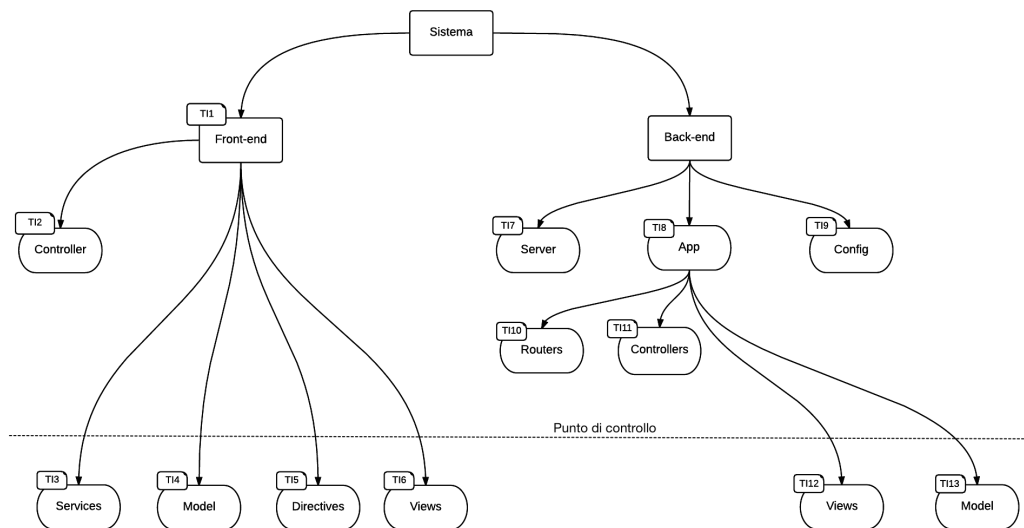 Sistema
TI1
Front-end
Back-end
TI2
Controller
TI7
Server
TI8
App
TI9
Config
TI10
Routers
TI11
Controllers
Punto di controllo
TI3
Services
TI4
Model
TI5
Directives
TI6
Views
TI12
Views
TI13
Model